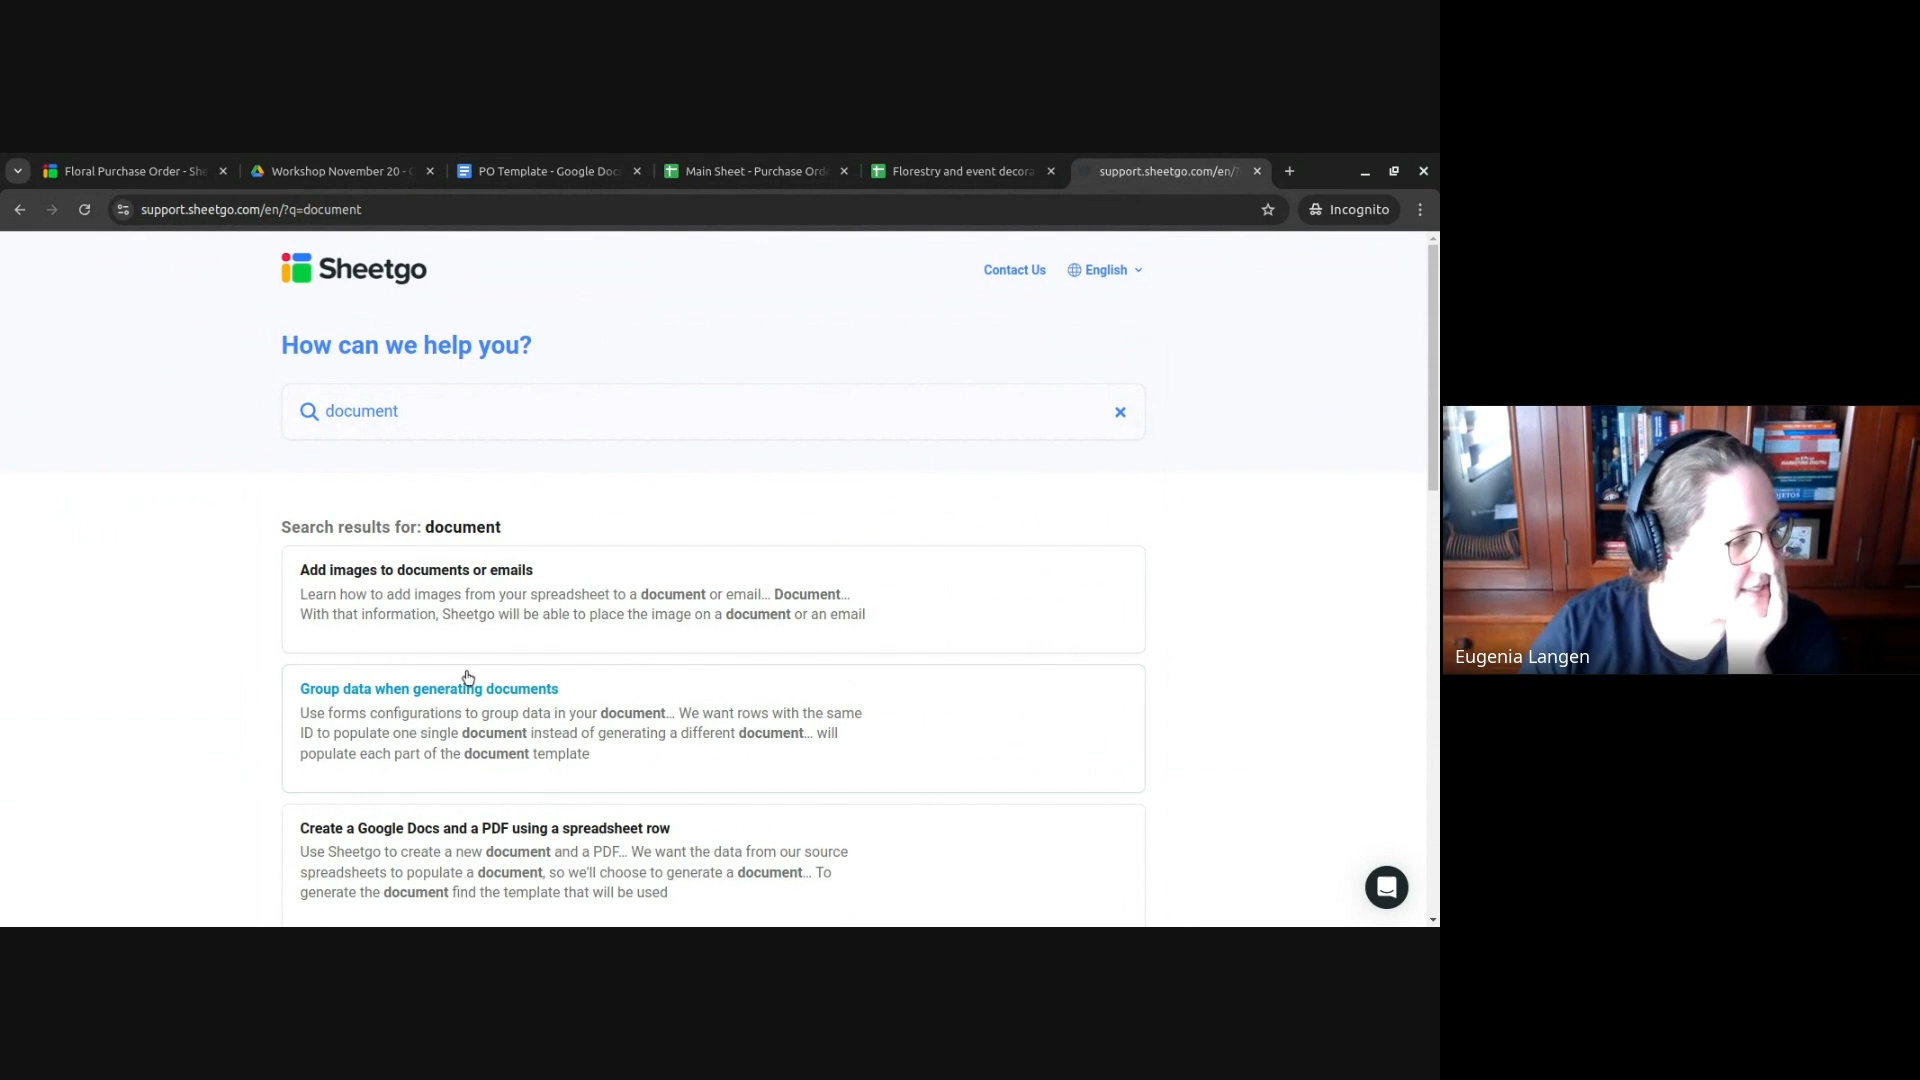 Floral Purchase Order - She
Workshop November 20 -
PO Template - Google Docs
Main Sheet - Purchase Ord
Florestry and event decora
support.sheetgo.com/en/?
support.sheetgo.com/en/?q=document
Incognito
Sheetgo
Contact Us
English
How can we help you?
document
Search results for: document
Add images to documents or emails
Learn how to add images from your spreadsheet to a document or email... Document...
With that information, Sheetgo will be able to place the image on a document or an email
Group data when generating documents
Use forms configurations to group data in your document... We want rows with the same
ID to populate one single document instead of generating a different document... will
populate each part of the document template
Create a Google Docs and a PDF using a spreadsheet row
Use Sheetgo to create a new document and a PDF... We want the data from our source
spreadsheets to populate a document, so we'll choose to generate a document... To
generate the document find the template that will be used
Eugenia Langen